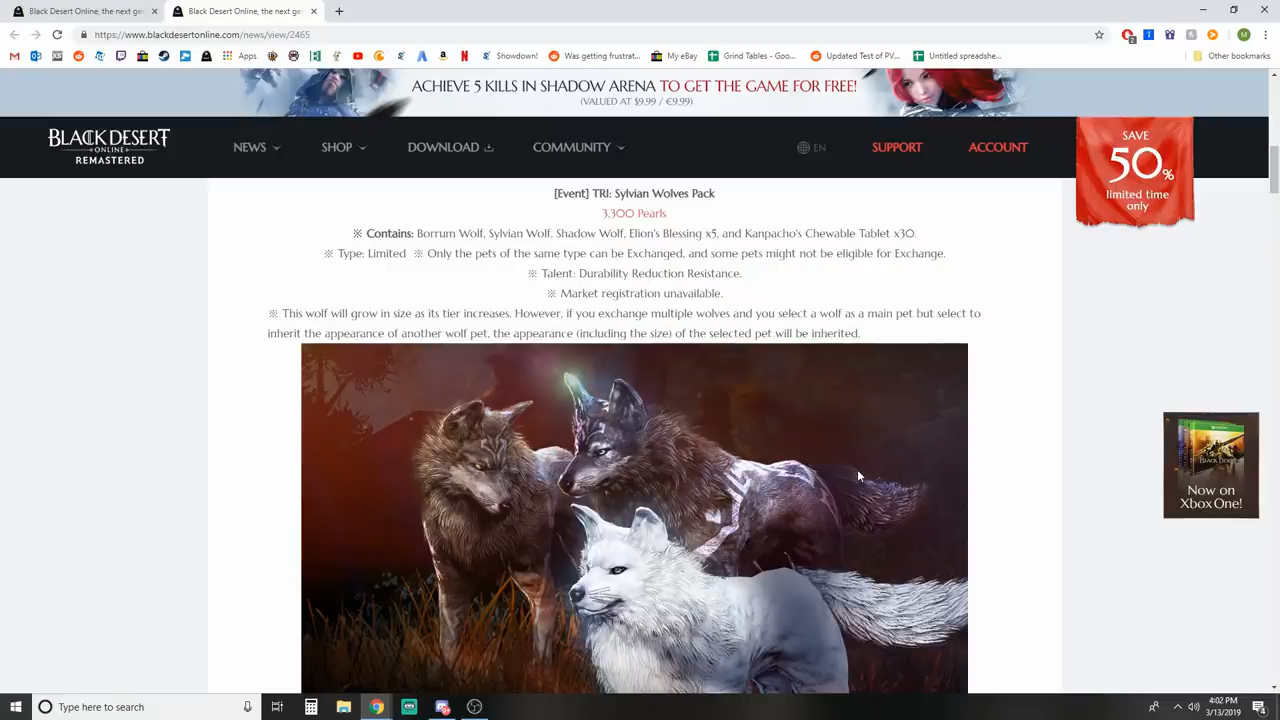 Black Desert Online, the next ge
Black Desert Online, the next ge
https://www.blackdesertonline.com/news/view/2465
Apps
Showdown!
Was getting frustrat...
My eBay
Grind Tables - Goo...
Updated Test of PV...
Untitled spreadshe...
Other bookmarks
ACHIEVE 5 KILLS IN SHADOW ARENA TO GET THE GAME FOR FREE!
(VALUED AT $9.99 / €9.99)
BLACK DESERT
ONLINE
REMASTERED
NEWS
SHOP
DOWNLOAD
COMMUNITY
EN
SUPPORT
ACCOUNT
SAVE
50%
limited time
only
[Event] TRI: Sylvian Wolves Pack
3,300 Pearls
※ Contains: Borrum Wolf, Sylvian Wolf, Shadow Wolf, Elion's Blessing x5, and Kanpacho's Chewable Tablet x30.
※ Type: Limited ※ Only the pets of the same type can be Exchanged, and some pets might not be eligible for Exchange.
※ Talent: Durability Reduction Resistance.
※ Market registration unavailable.
※ This wolf will grow in size as its tier increases. However, if you exchange multiple wolves and you select a wolf as a main pet but select to
inherit the appearance of another wolf pet, the appearance (including the size) of the selected pet will be inherited.
BLACK DESERT
Now on
Xbox One!
Type here to search
4:02 PM
3/13/2019